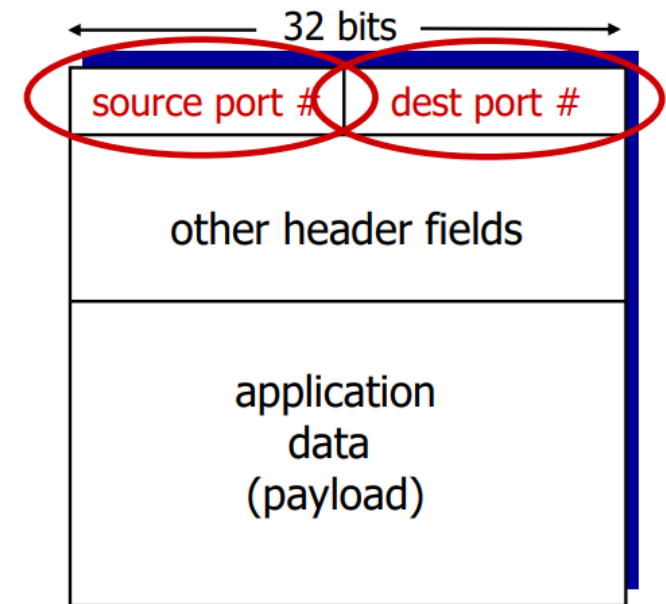 32 bits
source port # dest port #
other header fields
application
data
(payload)